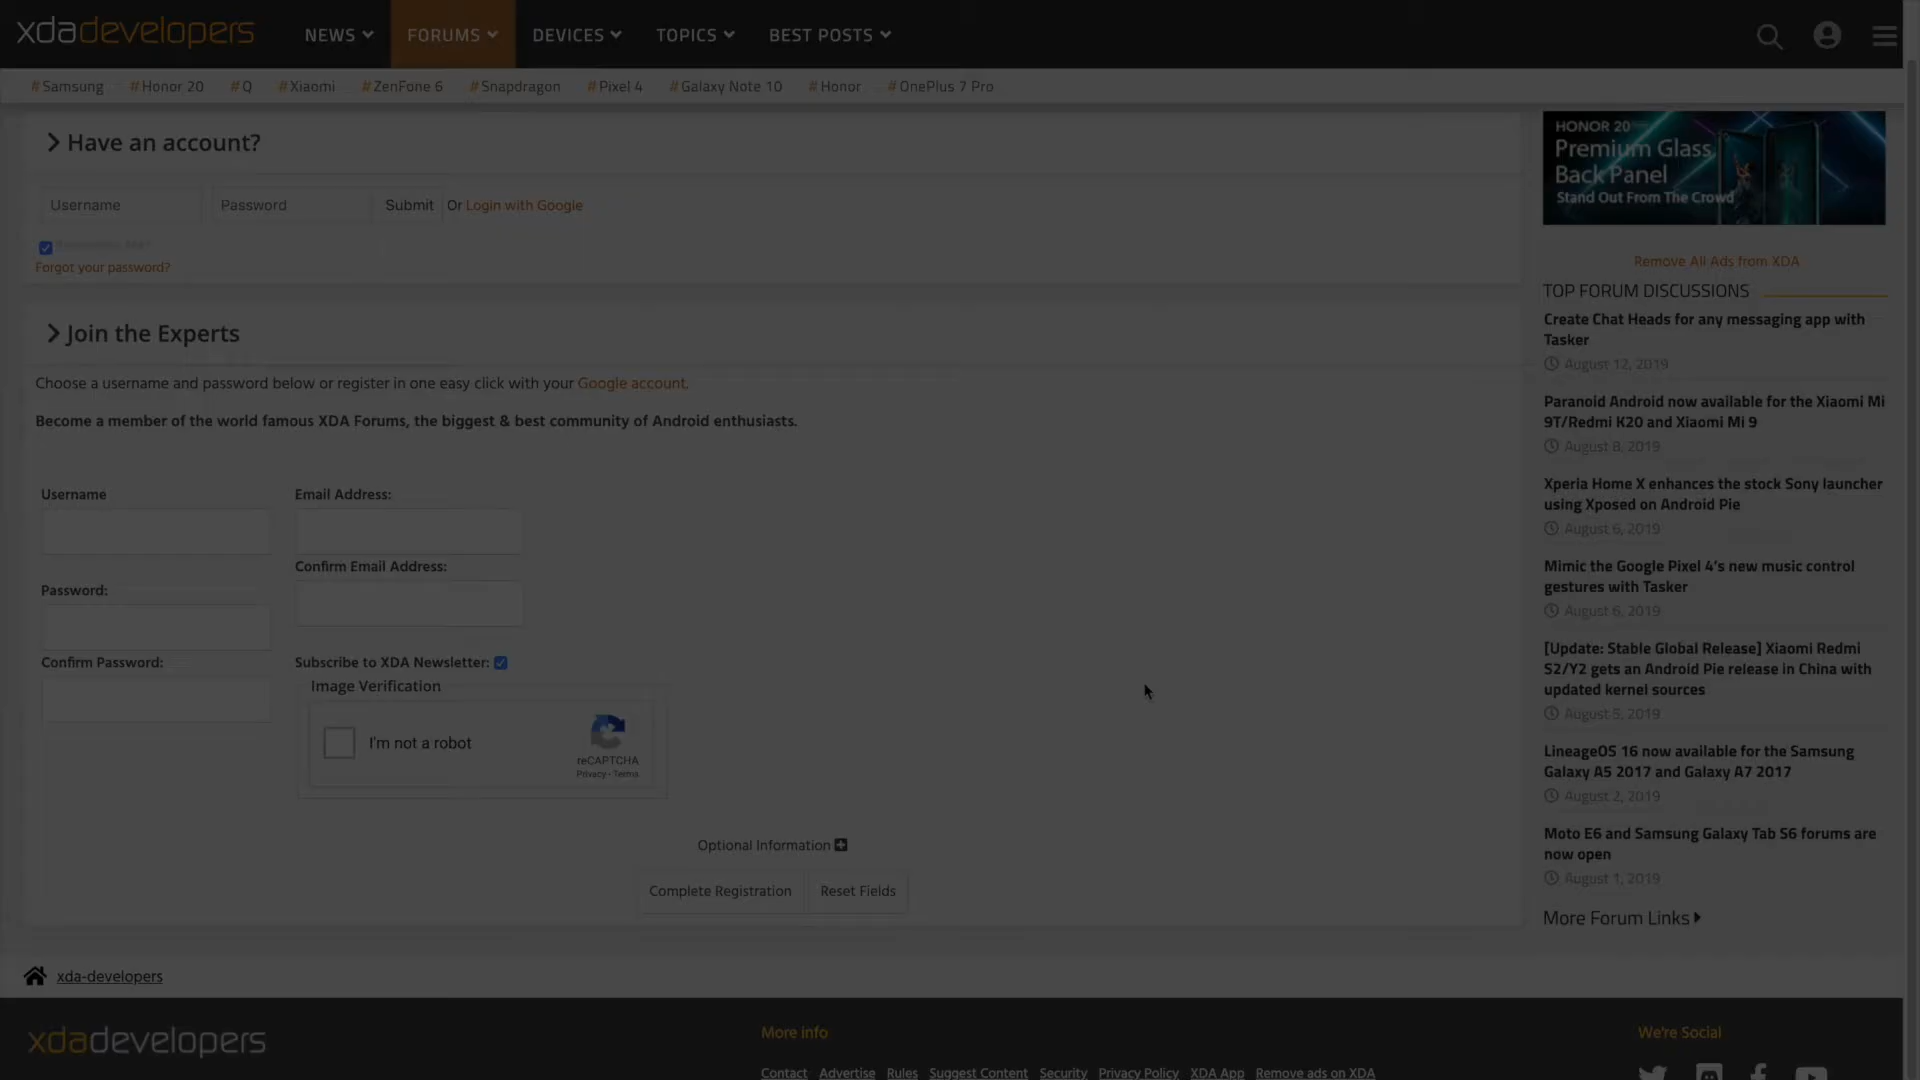 xdadevelopers
NEWS FORUMS DEVICES TOPICS BEST POSTS
#Samsung #Honor 20 #Q #Xiaomi #ZenFone 6 #Snapdragon #Pixel 4 #Galaxy Note 10 #Honor #OnePlus 7 Pro
Have an account?
Username Password Submit Or Login with Google
Remember Me?
Forgot your password?
Join the Experts
Choose a username and password below or register in one easy click with your Google account.
Become a member of the world famous XDA Forums, the biggest & best community of Android enthusiasts.
Username
Email Address:
Confirm Email Address:
Password:
Confirm Password:
Subscribe to XDA Newsletter:
Image Verification
I'm not a robot
reCAPTCHA
Privacy - Terms
Optional Information
Complete Registration Reset Fields
HONOR 20
Premium Glass
Back Panel
Stand Out From The Crowd
Remove All Ads from XDA
TOP FORUM DISCUSSIONS
Create Chat Heads for any messaging app with
Tasker
August 12, 2019
Paranoid Android now available for the Xiaomi Mi
9T/Redmi K20 and Xiaomi Mi 9
August 8, 2019
Xperia Home X enhances the stock Sony launcher
using Xposed on Android Pie
August 6, 2019
Mimic the Google Pixel 4's new music control
gestures with Tasker
August 6, 2019
[Update: Stable Global Release] Xiaomi Redmi
S2/Y2 gets an Android Pie release in China with
updated kernel sources
August 5, 2019
LineageOS 16 now available for the Samsung
Galaxy A5 2017 and Galaxy A7 2017
August 2, 2019
Moto E6 and Samsung Galaxy Tab S6 forums are
now open
August 1, 2019
More Forum Links
xda-developers
xdadevelopers
More info
Contact Advertise Rules Suggest Content Security Privacy Policy XDA App Remove ads on XDA
We're Social